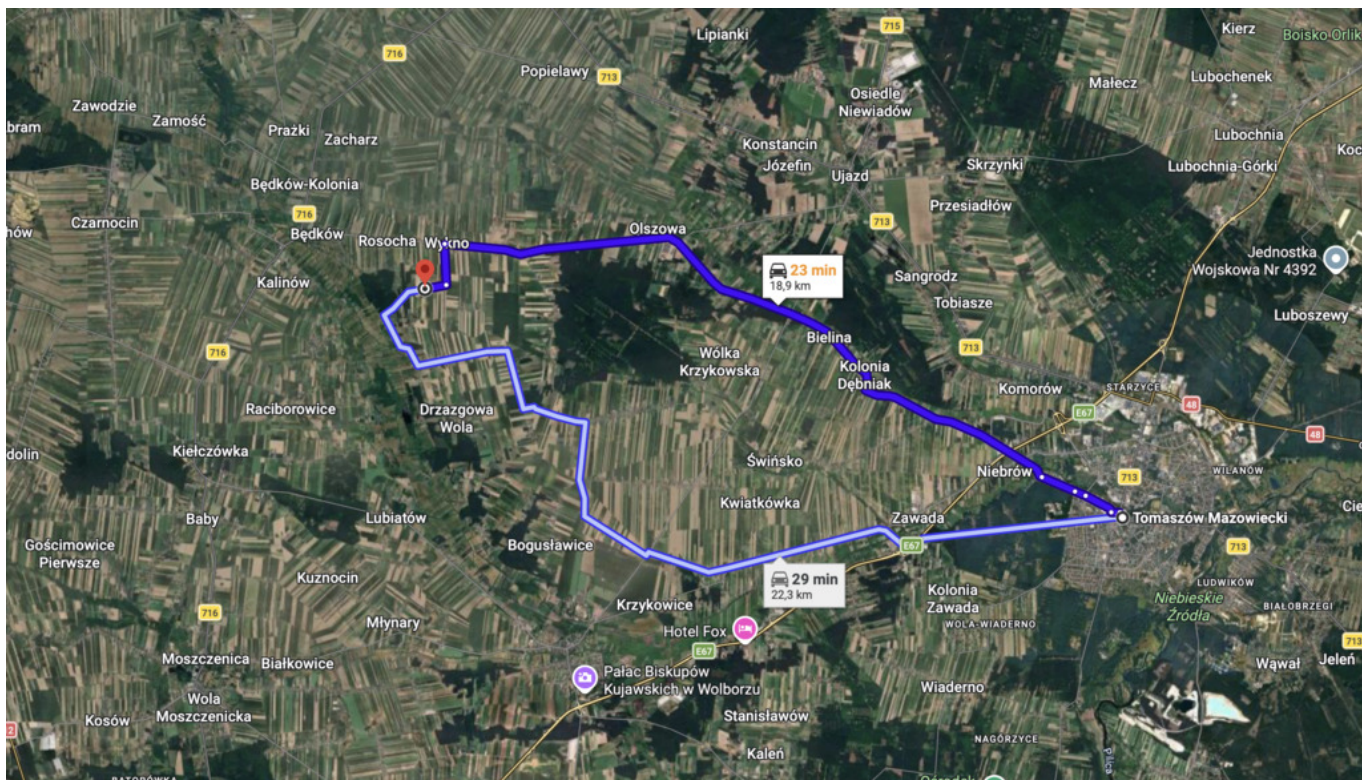 Lipianki
715
Kierz
Boisko Orlik
716
Popielawy
713
Małecz
Lubochenek
Osiedle
Niewiadów
Zawodzie
Zamość
Prażki
Zacharz
Lubochnia
Konstancin
Józefin
Ujazd
Skrzynki
Lubochnia-Górki
Będków-Kolonia
Przesiadłów
Czarnocin
716
Będków
713
Rosocha
Wykno
Olszowa
Jednostka
Wojskowa Nr 4392
Kalinów
23 min
18,9 km
Sangrodz
Tobiasze
Luboszewy
716
Bielina
713
Wólka
Krzykowska
Kolonia
Dębniak
Komorów
STARZYCE
48
E67
Raciborowice
Drzazgowa
Wola
48
Kiełczówka
Świńsko
Niebrów
713
WILANÓW
Kwiatkówka
Baby
Lubiatów
Zawada
Tomaszów Mazowiecki
E67
713
Gościmowice
Pierwsze
Bogusławice
29 min
22,3 km
Kuznocin
Kolonia
Zawada
LUDWIKÓW
Niebieskie
Źródła
BIAŁOBRZEGI
716
Młynary
Krzykowice
Hotel Fox
WOLA-WIADERNO
713
E67
Moszczenica
Białkowice
Pałac Biskupów
Kujawskich w Wolborzu
Wąwał
Jeleń
Wola
Moszczenicka
Wiaderno
Kosów
Stanisławów
NAGÓRZYCE
Kaleń
Pilica